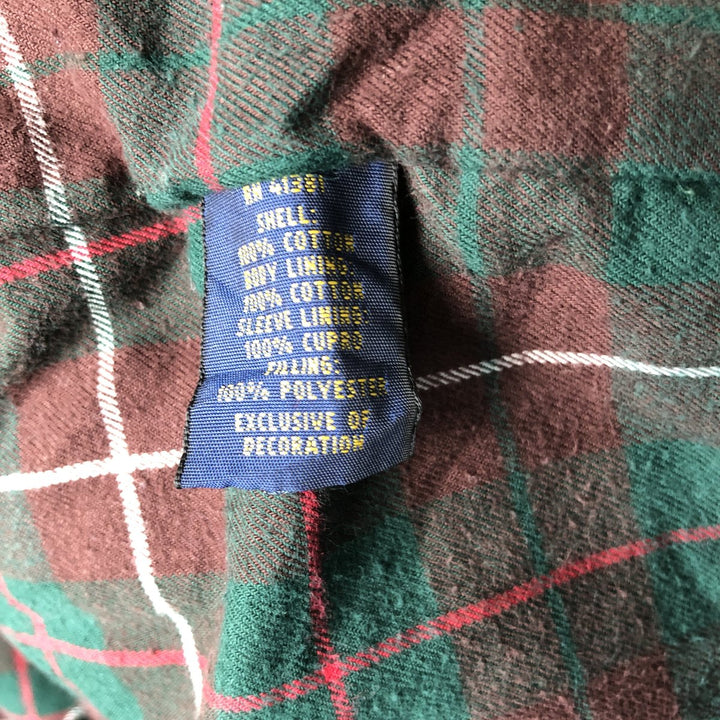 RN 41381
SHELL:
100% COTTON
BODY LINING:
100% COTTON
SLEEVE LINING:
100% CUPRO
FILLING:
100% POLYESTER
EXCLUSIVE OF
DECORATION